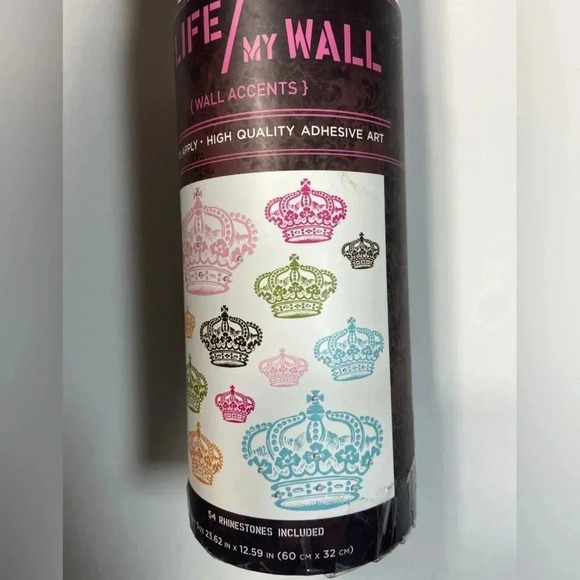 LIFE/
MY WALL
{ WALL ACCENTS }
APPLY • HIGH QUALITY ADHESIVE ART
54 RHINESTONES INCLUDED
23.62 IN X 12.59 IN (60 CM X 32 CM)